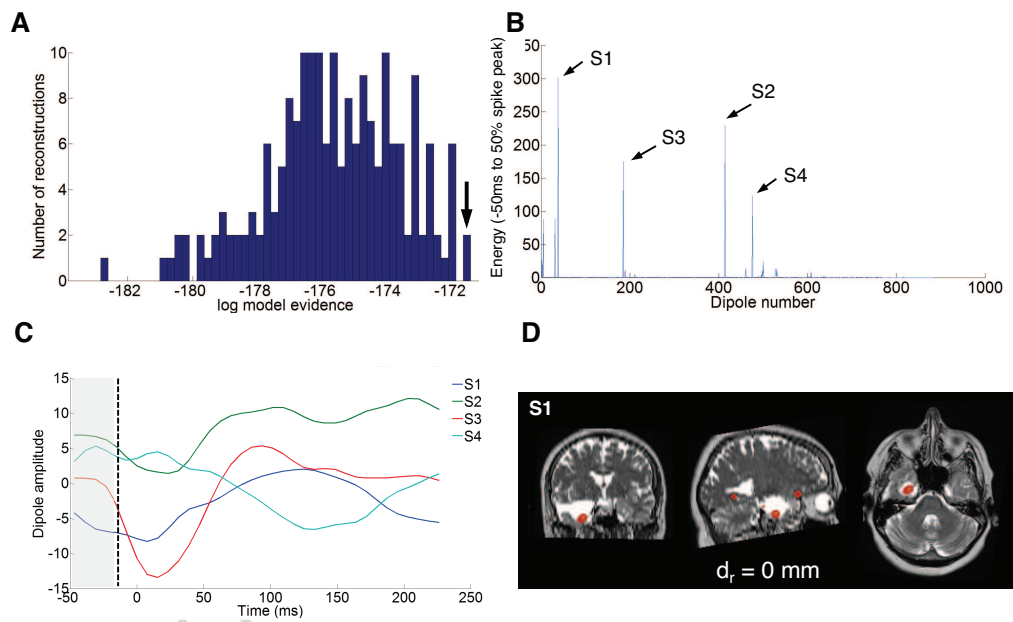 A
Number of reconstructions
10
8
6
4
2
0
-182
-180
-178
-176
-174
-172
log model evidence
B
Energy (-50ms to 50% spike peak)
50
300
250
200
150
100
50
0
S1
S2
S3
S4
0
200
400
600
800
1000
Dipole number
C
Dipole amplitude
15
10
5
0
-5
-10
-15
-50
0
50
100
150
200
250
Time (ms)
S1
S2
S3
S4
D
S1
dr = 0 mm